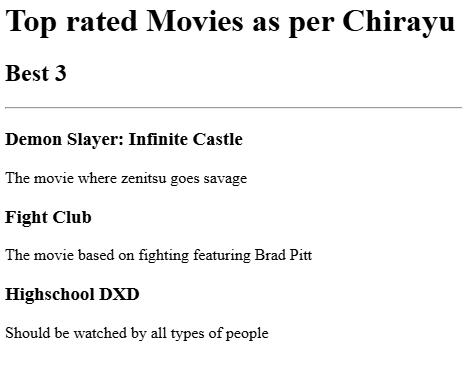 Top rated Movies as per Chirayu
Best 3
Demon Slayer: Infinite Castle
The movie where zenitsu goes savage
Fight Club
The movie based on fighting featuring Brad Pitt
Highschool DXD
Should be watched by all types of people